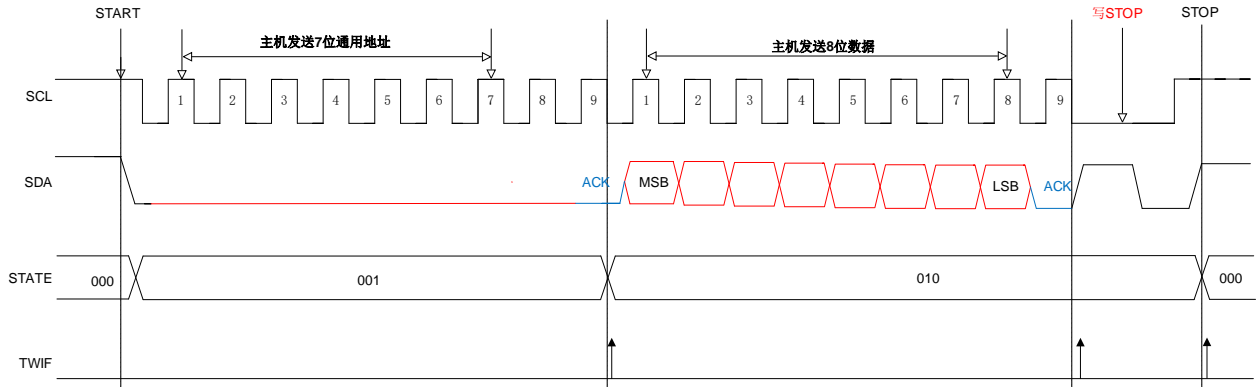 START 写STOP STOP
主机发送7位通用地址 主机发送8位数据
SCL 1 2 3 4 5 6 7 8 9 1 2 3 4 5 6 7 8 9
SDA ACK MSB LSB ACK
STATE 000 001 010 000
TWIF